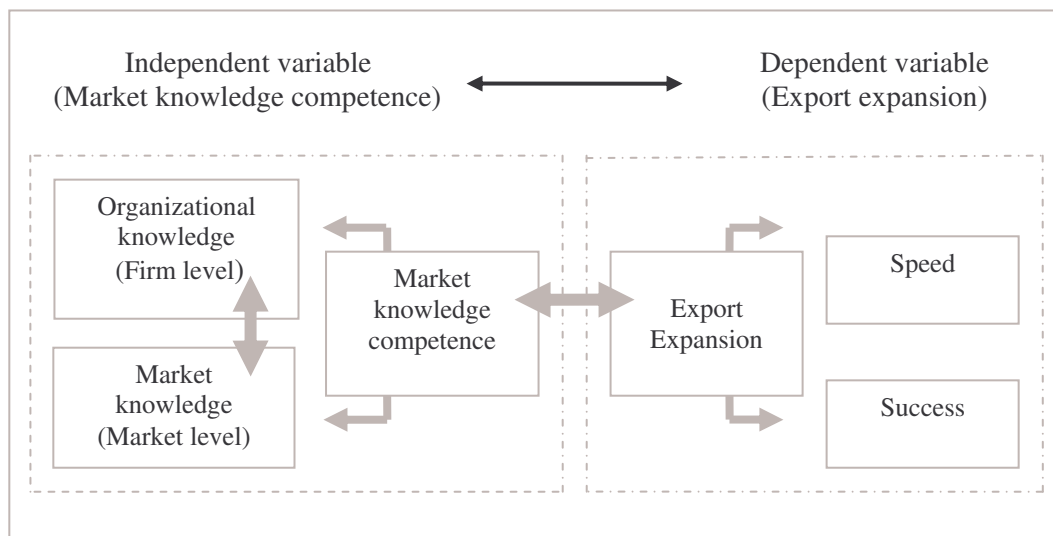 Independent variable
(Market knowledge competence)
Dependent variable
(Export expansion)
Organizational
knowledge
(Firm level)
Market
knowledge
(Market level)
Market
knowledge
competence
Export
Expansion
Speed
Success